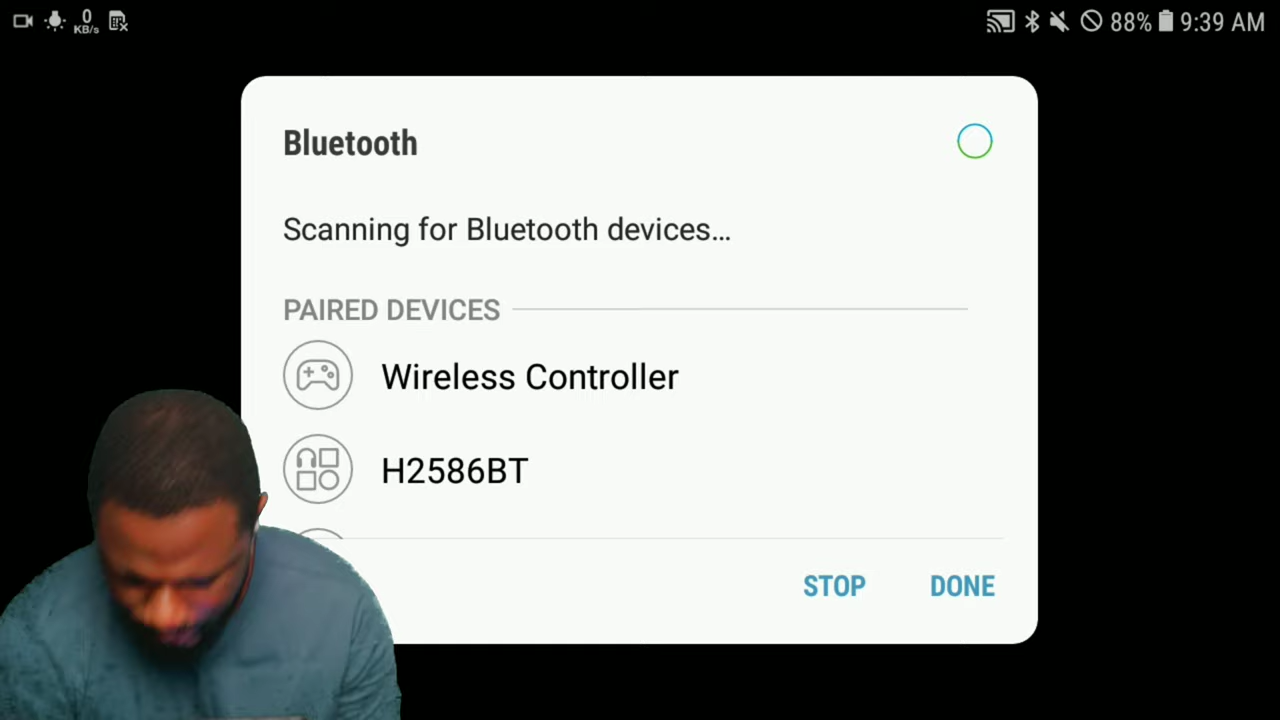 0
KB/s
88% 9:39 AM
Bluetooth
Scanning for Bluetooth devices...
PAIRED DEVICES
Wireless Controller
H2586BT
STOP DONE